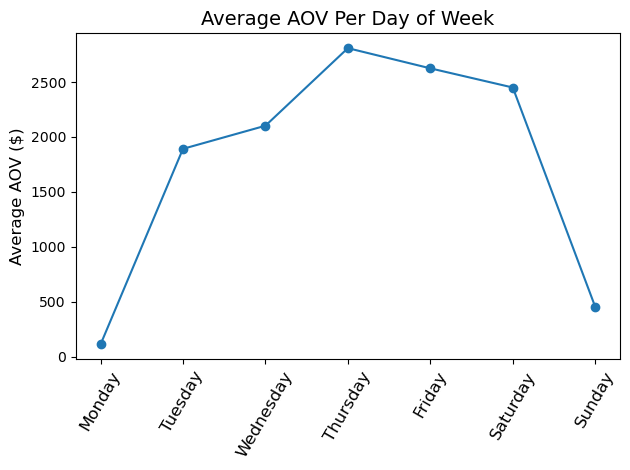 Average AOV Per Day of Week
Average AOV ($)
2500
2000
1500
1000
500
0
Monday
Tuesday
Wednesday
Thursday
Friday
Saturday
Sunday